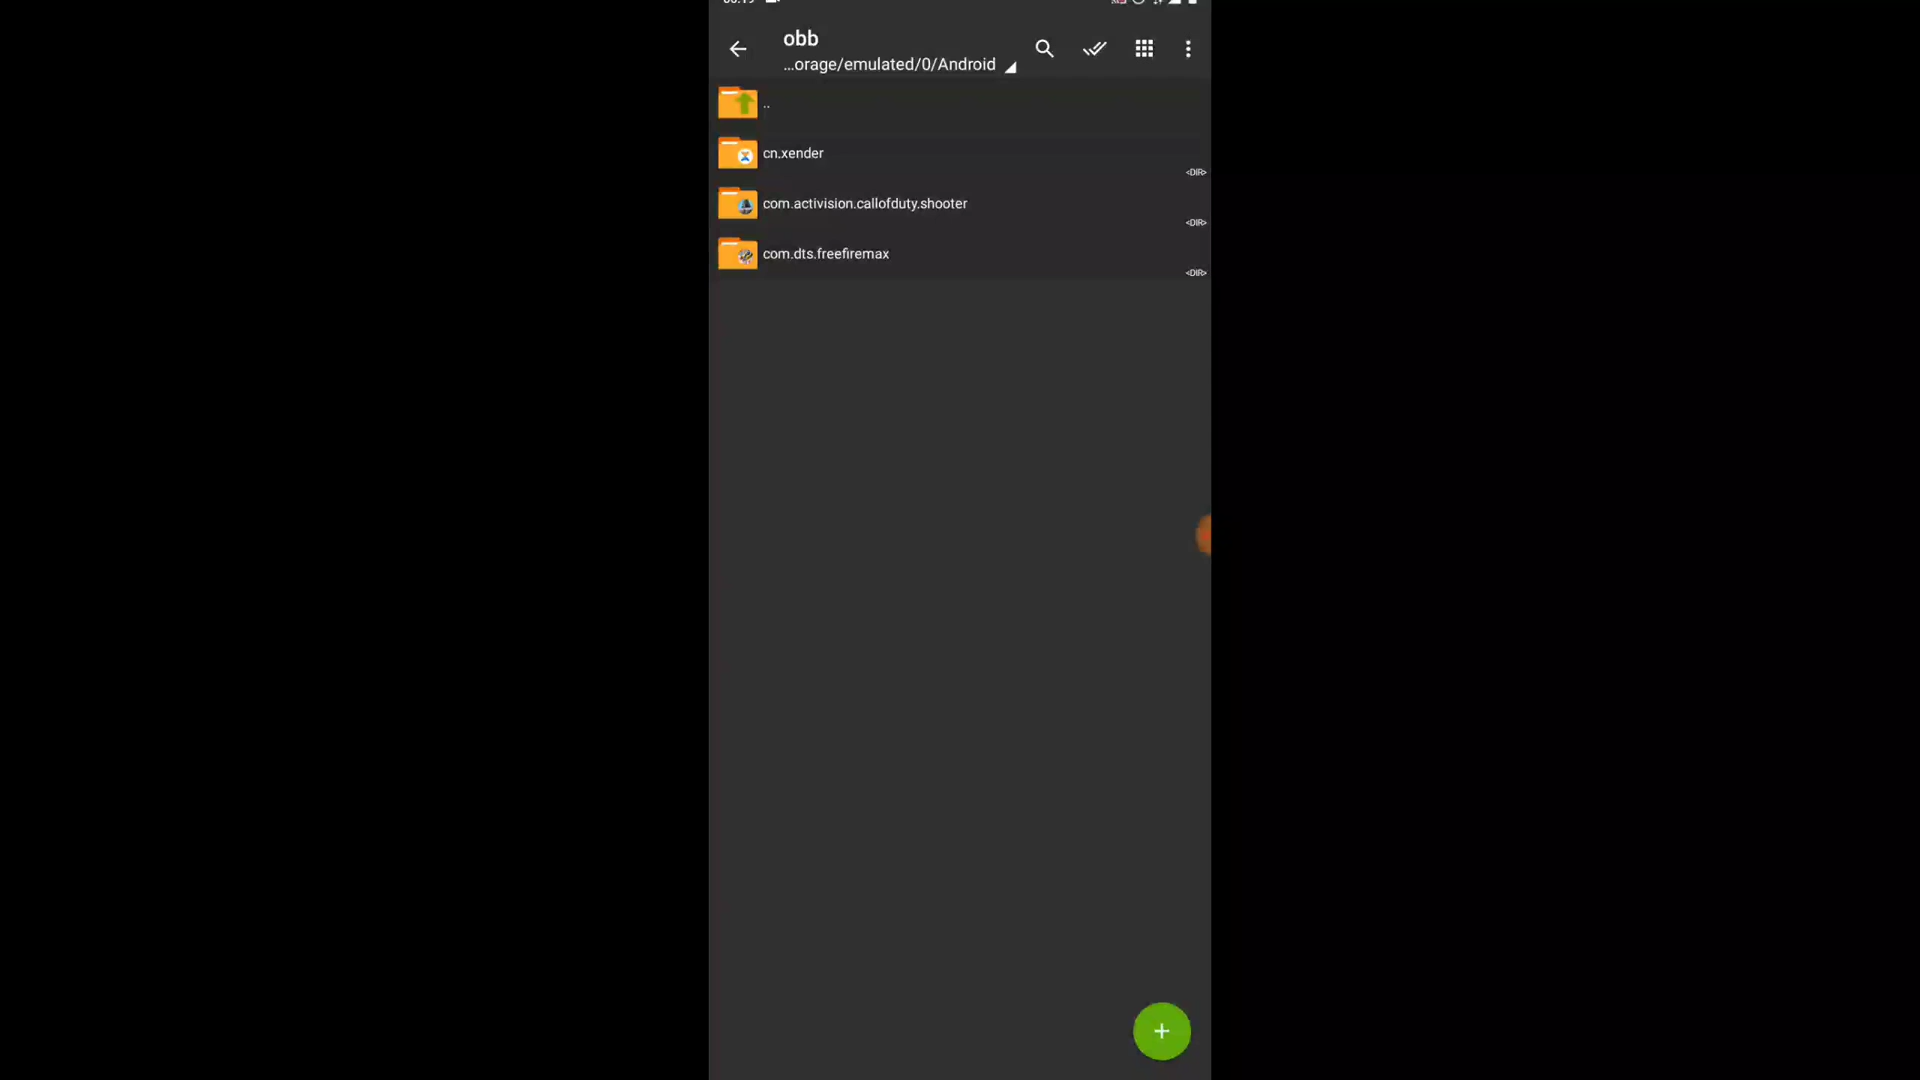 obb
...orage/emulated/0/Android
..
cn.xender
<DIR>
com.activision.callofduty.shooter
<DIR>
com.dts.freefiremax
<DIR>